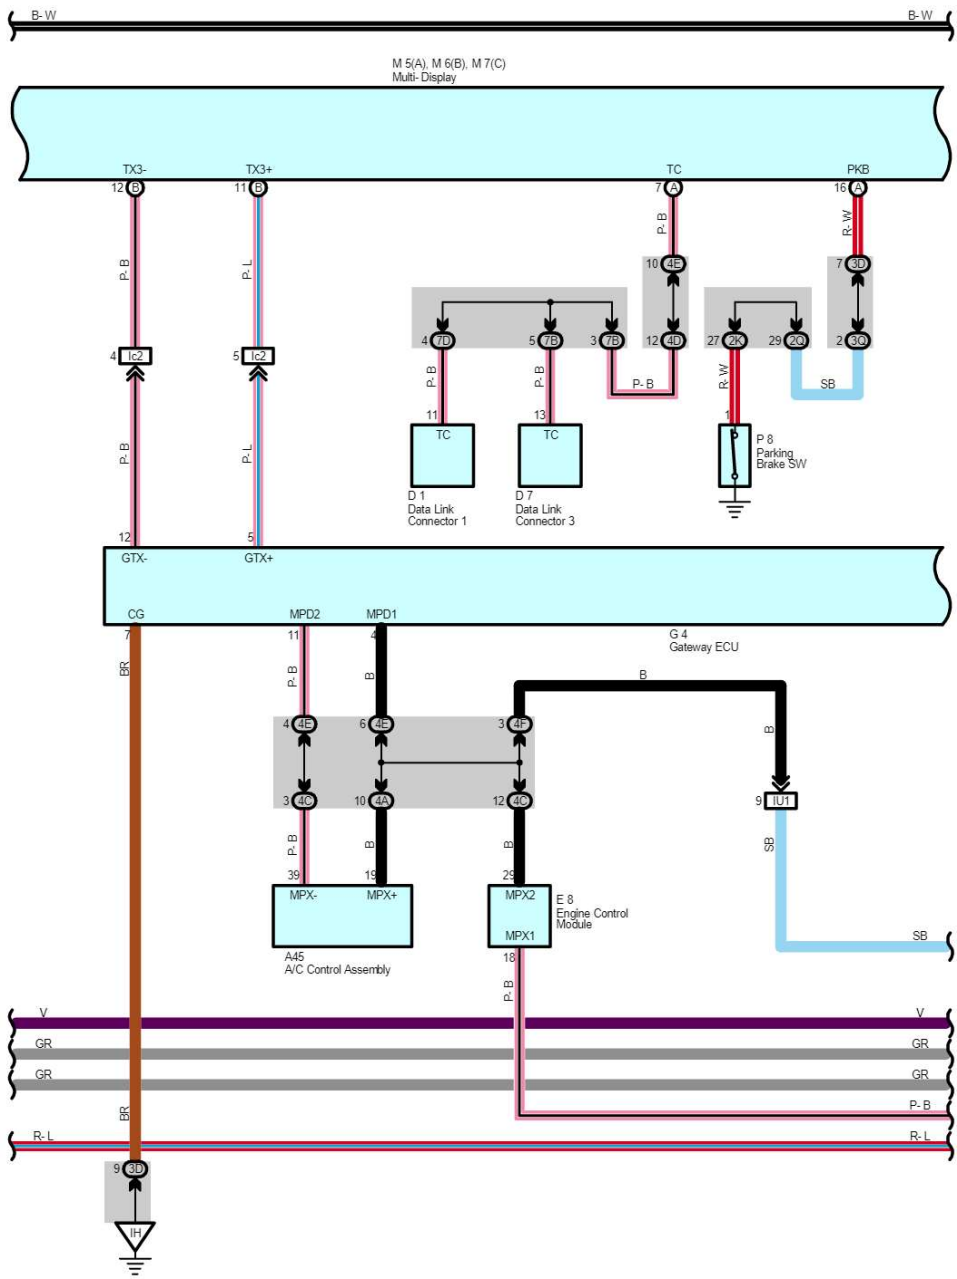 B- W B- W
M 5(A), M 6(B), M 7(C)
Multi- Display
TX3- TX3+ TC PKB
12 B 11 B 7 A 16 A
P- B P- L P- B R- W
10 4E 7 3D
4 7D 5 7B 3 7B 12 4D 27 2K 29 2Q 2 3Q
4 Ic2 5 Ic2
P- B P- B P- B R- W SB
11 13 1
TC TC
P 8
Parking
Brake SW
P- B P- L
D 1
Data Link
Connector 1
D 7
Data Link
Connector 3
12 5
GTX- GTX+
CG MPD2 MPD1
7 11 4
G 4
Gateway ECU
BR P- B B B
4 4E 6 4E 3 4F B
3 4C 10 4A 12 4C 9 IU1
P- B B B SB
39 19 29
MPX- MPX+ MPX2
E 8
Engine Control
Module
MPX1
A45
A/C Control Assembly
18
SB
P- B
V V
GR GR
GR GR
P- B
BR
R- L R- L
9 3D
IH